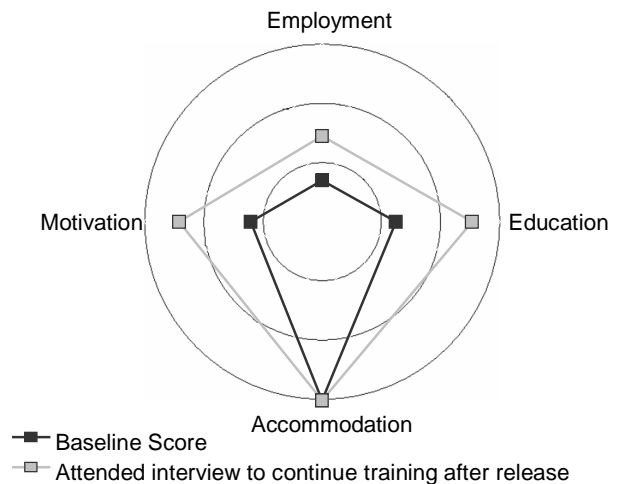 Employment
Motivation
Education
Accommodation
Baseline Score
Attended interview to continue training after release